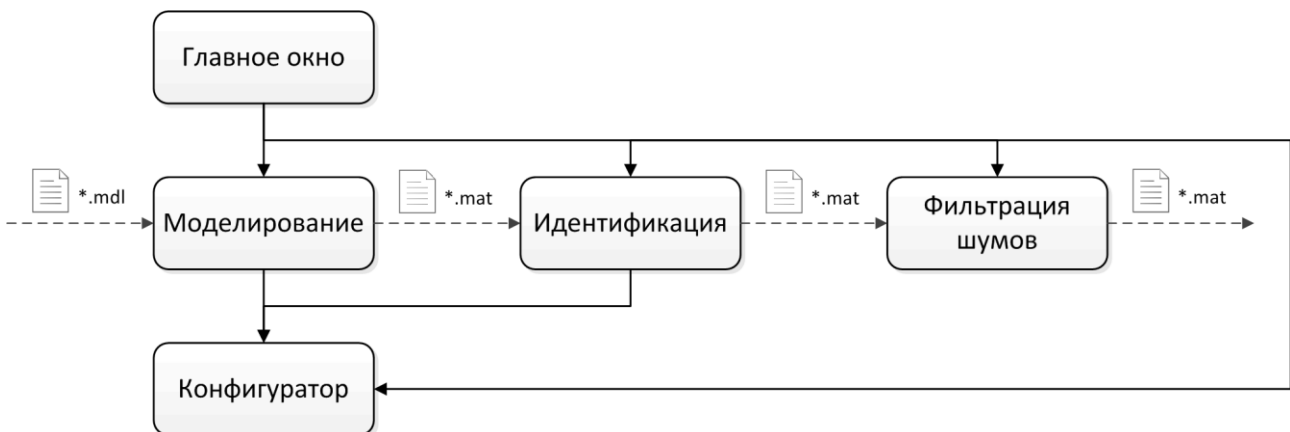 Главное окно
*.mdl
*.mat
*.mat
*.mat
Моделирование
Идентификация
Фильтрация
шумов
Конфигуратор